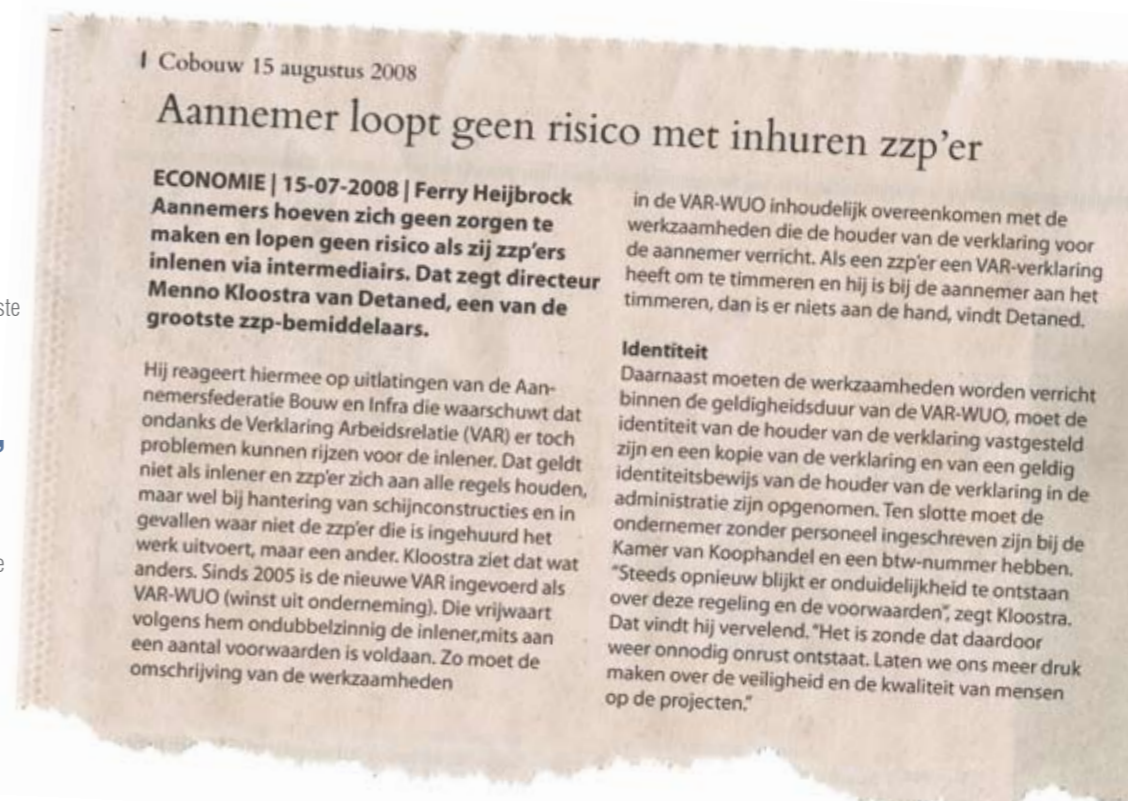 ste
e
Cobouw 15 augustus 2008
Aannemer loopt geen risico met inhuren zzp'er
ECONOMIE | 15-07-2008 | Ferry Heijbrock
Aannemers hoeven zich geen zorgen te
maken en lopen geen risico als zij zzp'ers
inlenen via intermediairs. Dat zegt directeur
Menno Kloostra van Detaned, een van de
grootste zzp-bemiddelaars.
Hij reageert hiermee op uitlatingen van de Aan-
nemersfederatie Bouw en Infra die waarschuwt dat
ondanks de Verklaring Arbeidsrelatie (VAR) er toch
problemen kunnen rijzen voor de inlener. Dat geldt
niet als inlener en zzp'er zich aan alle regels houden,
maar wel bij hantering van schijnconstructies en in
gevallen waar niet de zzp'er die is ingehuurd het
werk uitvoert, maar een ander. Kloostra ziet dat wat
anders. Sinds 2005 is de nieuwe VAR ingevoerd als
VAR-WUO (winst uit onderneming). Die vrijwaart
volgens hem ondubbelzinnig de inlener,mits aan
een aantal voorwaarden is voldaan. Zo moet de
omschrijving van de werkzaamheden
in de VAR-WUO inhoudelijk overeenkomen met de
werkzaamheden die de houder van de verklaring voor
de aannemer verricht. Als een zzp'er een VAR-verklaring
heeft om te timmeren en hij is bij de aannemer aan het
timmeren, dan is er niets aan de hand, vindt Detaned.
Identiteit
Daarnaast moeten de werkzaamheden worden verricht
binnen de geldigheidsduur van de VAR-WUO, moet de
identiteit van de houder van de verklaring vastgesteld
zijn en een kopie van de verklaring en van een geldig
identiteitsbewijs van de houder van de verklaring in de
administratie zijn opgenomen. Ten slotte moet de
ondernemer zonder personeel ingeschreven zijn bij de
Kamer van Koophandel en een btw-nummer hebben.
"Steeds opnieuw blijkt er onduidelijkheid te ontstaan
over deze regeling en de voorwaarden", zegt Kloostra.
Dat vindt hij vervelend. "Het is zonde dat daardoor
weer onnodig onrust ontstaat. Laten we ons meer druk
maken over de veiligheid en de kwaliteit van mensen
op de projecten."